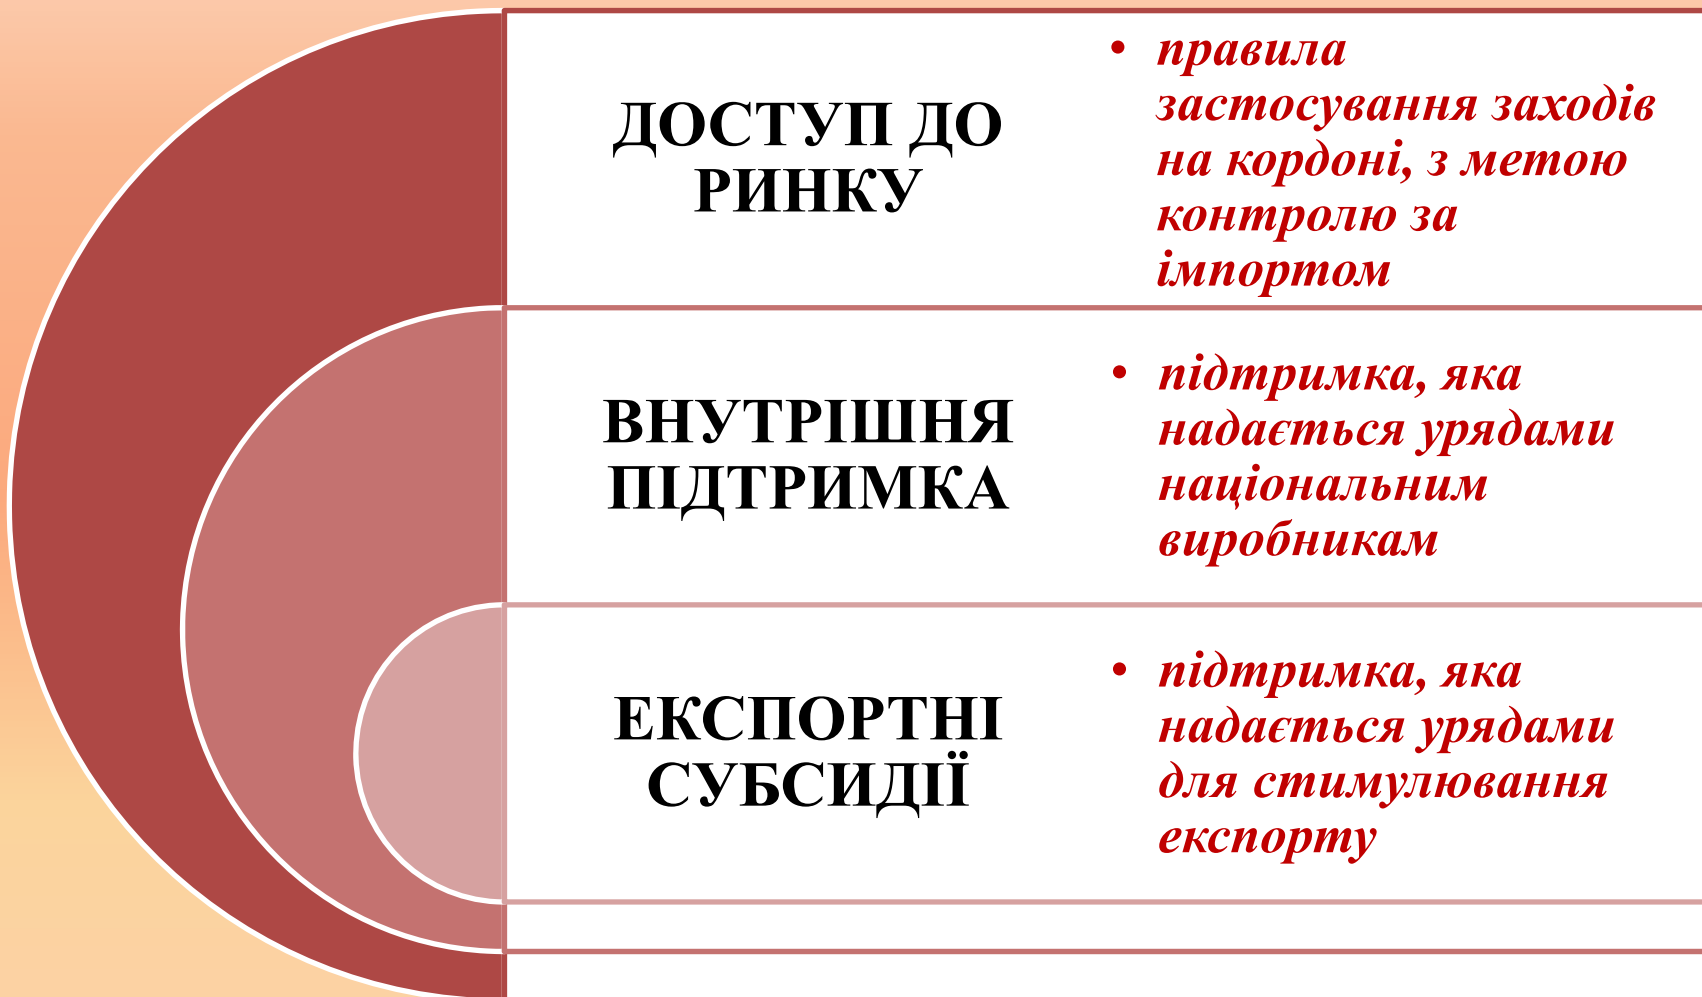 ДОСТУП ДО
РИНКУ
• правила
застосування заходів
на кордоні, з метою
контролю за
імпортом
ВНУТРІШНЯ
ПІДТРИМКА
• підтримка, яка
надається урядами
національним
виробникам
ЕКСПОРТНІ
СУБСИДІЇ
• підтримка, яка
надається урядами
для стимулювання
експорту